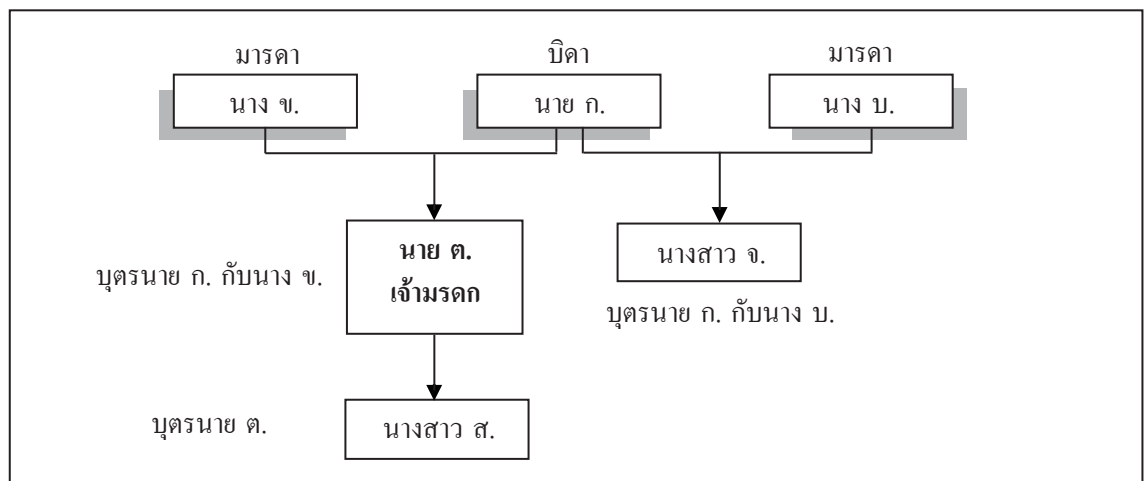 มารดา
บิดา
มารดา
นาง ข.
นาย ก.
นาง บ.
บุตรนาย ก. กับนาง ข.
นาย ต.
เจ้ามรดก
นางสาว จ.
บุตรนาย ก. กับนาง บ.
บุตรนาย ต.
นางสาว ส.